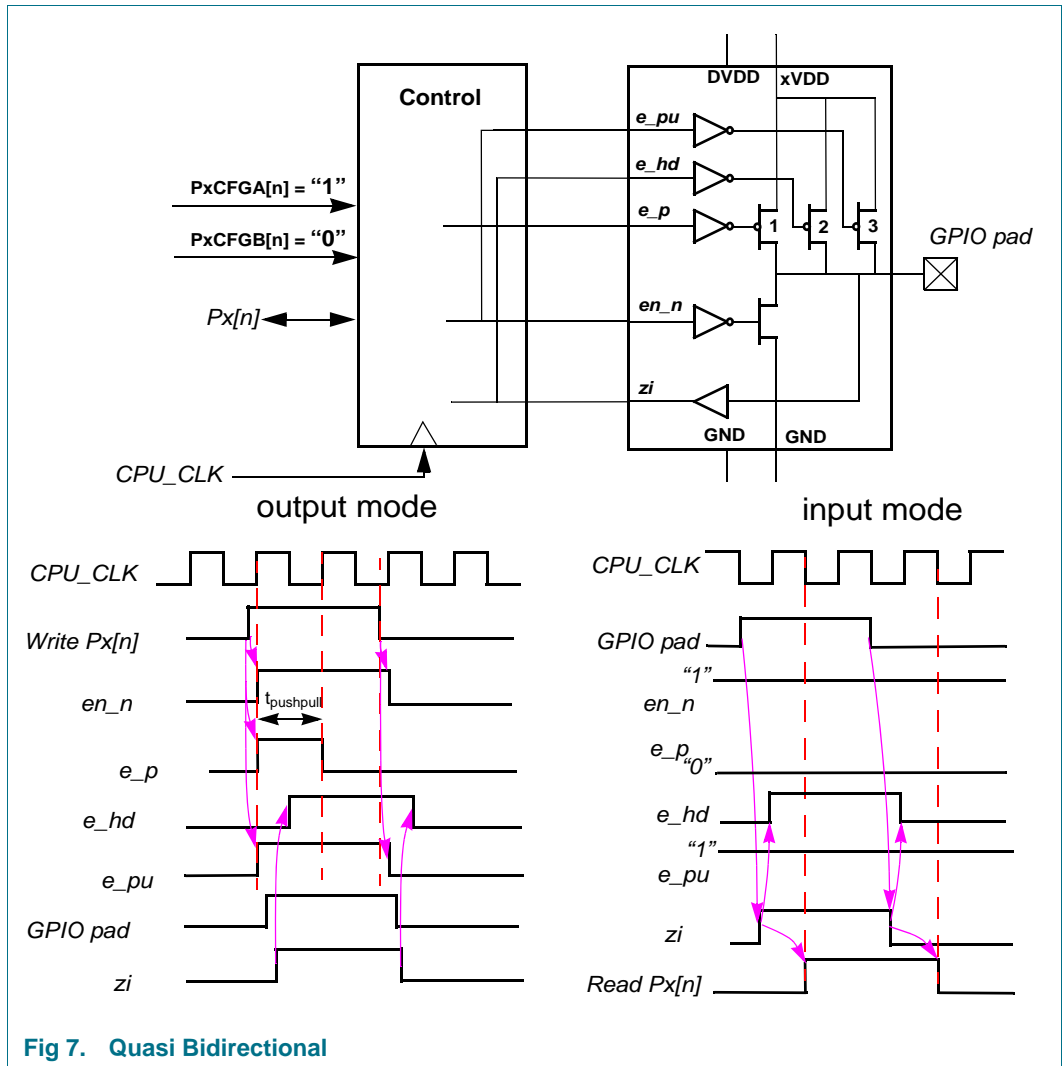 DVDD xVDD
Control
e_pu
e_hd
PxCFGA[n] = “1”
e_p
1 2 3
PxCFGB[n] = “0”
GPIO pad
Px[n]
en_n
zi
GND GND
CPU_CLK
output mode
input mode
CPU_CLK
Write Px[n]
en_n
tpushpull
e_p
e_hd
e_pu
GPIO pad
zi
CPU_CLK
GPIO pad
“1”
en_n
e_p
“0”
e_hd
“1”
e_pu
zi
Read Px[n]
Fig 7. Quasi Bidirectional